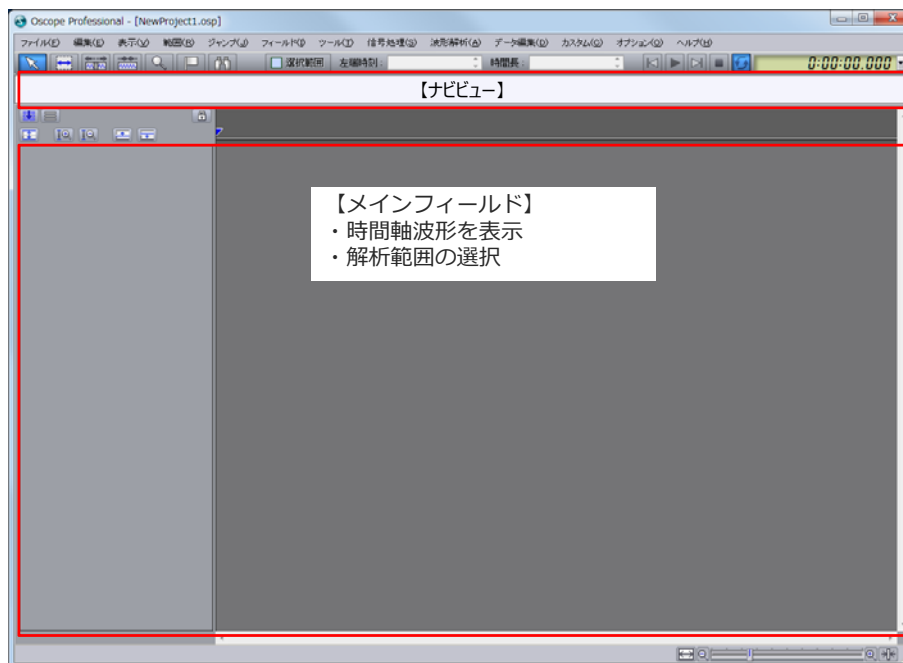 Oscope Professional - [NewProject1.osp]
ファイル(F) 編集(E) 表示(V) 範囲(R) ジャンプ(J) フィールド(I) ツール(T) 信号処理(S) 波形解析(A) データ編集(D) カスタム(C) オプション(O) ヘルプ(H)
選択範囲 左端時刻: 時間長: 0:00:00.000
【ナビビュー】
【メインフィールド】
・時間軸波形を表示
・解析範囲の選択